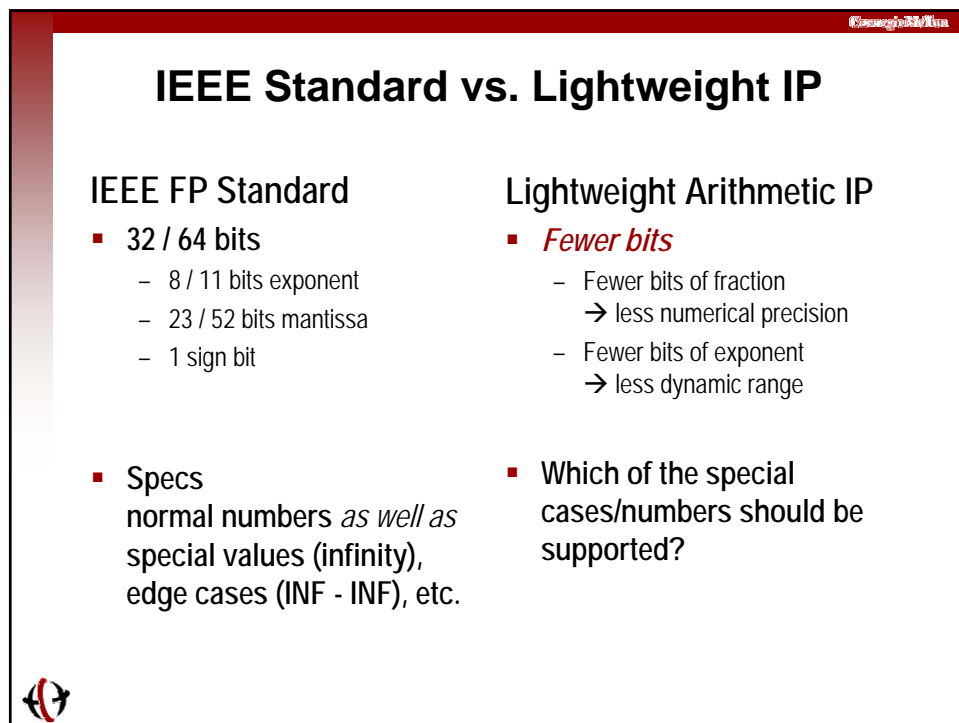 Carnegie Mellon
IEEE Standard vs. Lightweight IP
IEEE FP Standard
▪ 32 / 64 bits
– 8 / 11 bits exponent
– 23 / 52 bits mantissa
– 1 sign bit
▪ Specs
normal numbers as well as
special values (infinity),
edge cases (INF - INF), etc.
Lightweight Arithmetic IP
▪ Fewer bits
– Fewer bits of fraction
→ less numerical precision
– Fewer bits of exponent
→ less dynamic range
▪ Which of the special
cases/numbers should be
supported?